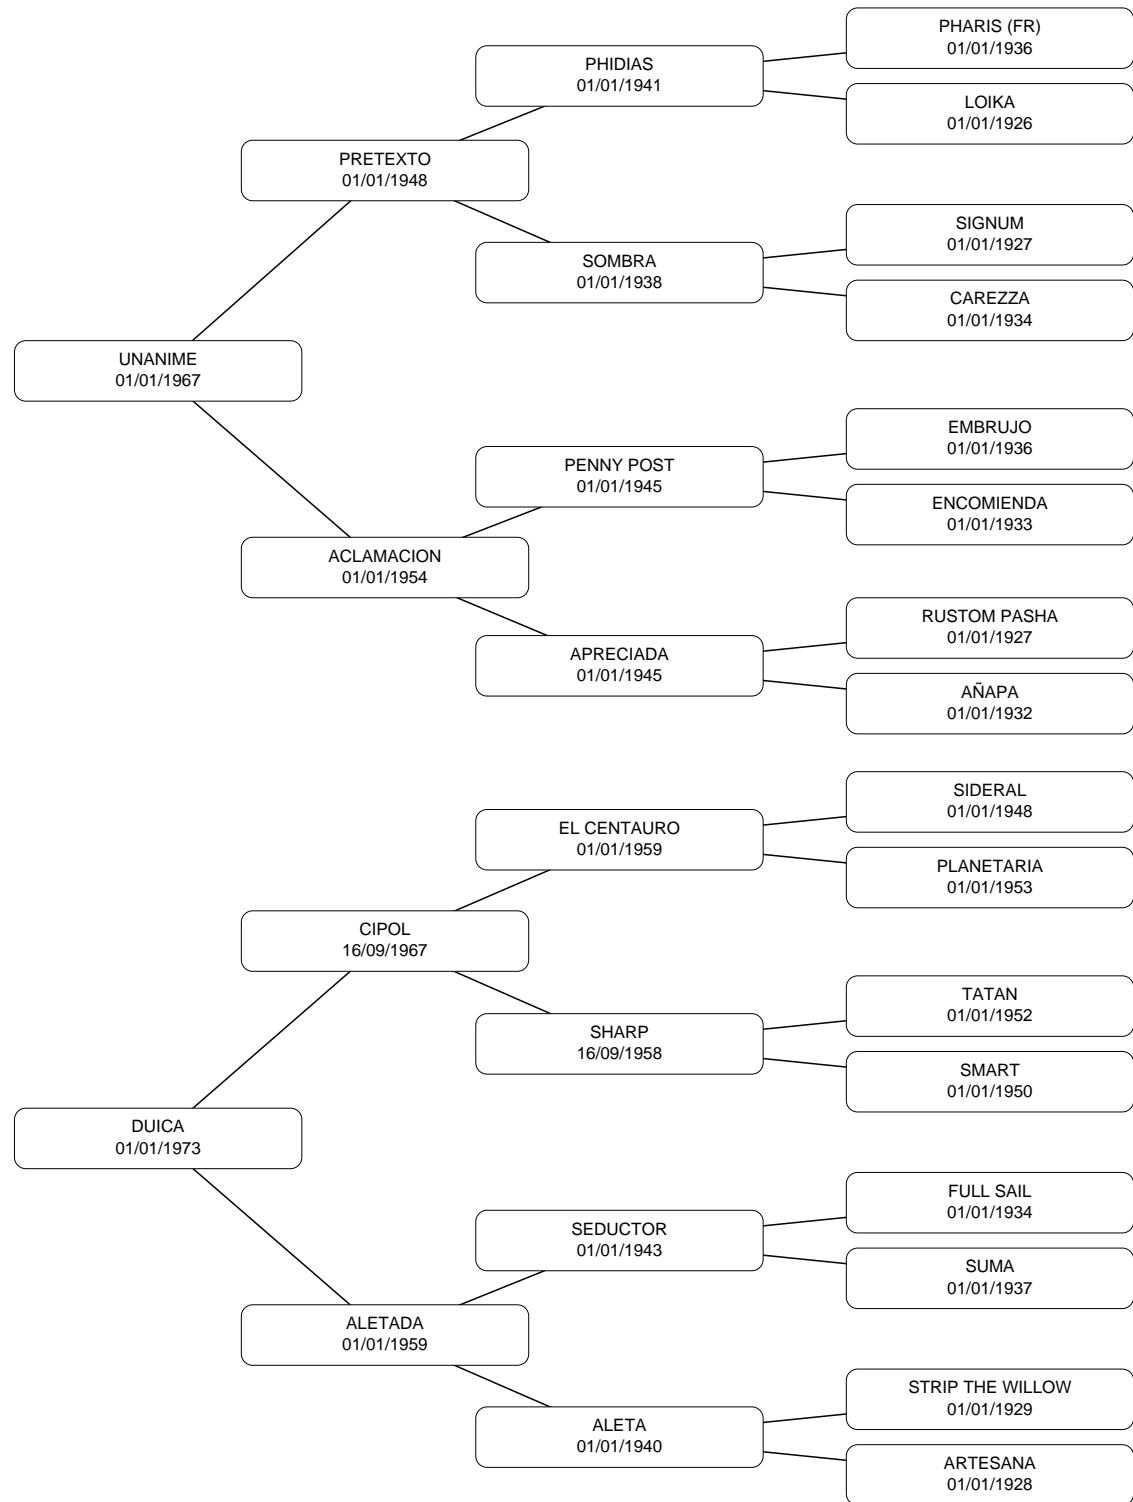 PHARIS (FR)
01/01/1936
PHIDIAS
01/01/1941
LOIKA
01/01/1926
PRETEXTO
01/01/1948
SIGNUM
01/01/1927
SOMBRA
01/01/1938
CAREZZA
01/01/1934
UNANIME
01/01/1967
EMBRUJO
01/01/1936
PENNY POST
01/01/1945
ENCOMIENDA
01/01/1933
ACLAMACION
01/01/1954
RUSTOM PASHA
01/01/1927
APRECIADA
01/01/1945
AÑAPA
01/01/1932
SIDERAL
01/01/1948
EL CENTAURO
01/01/1959
PLANETARIA
01/01/1953
CIPOL
16/09/1967
TATAN
01/01/1952
SHARP
16/09/1958
SMART
01/01/1950
DUICA
01/01/1973
FULL SAIL
01/01/1934
SEDUCTOR
01/01/1943
SUMA
01/01/1937
ALETADA
01/01/1959
STRIP THE WILLOW
01/01/1929
ALETA
01/01/1940
ARTESANA
01/01/1928